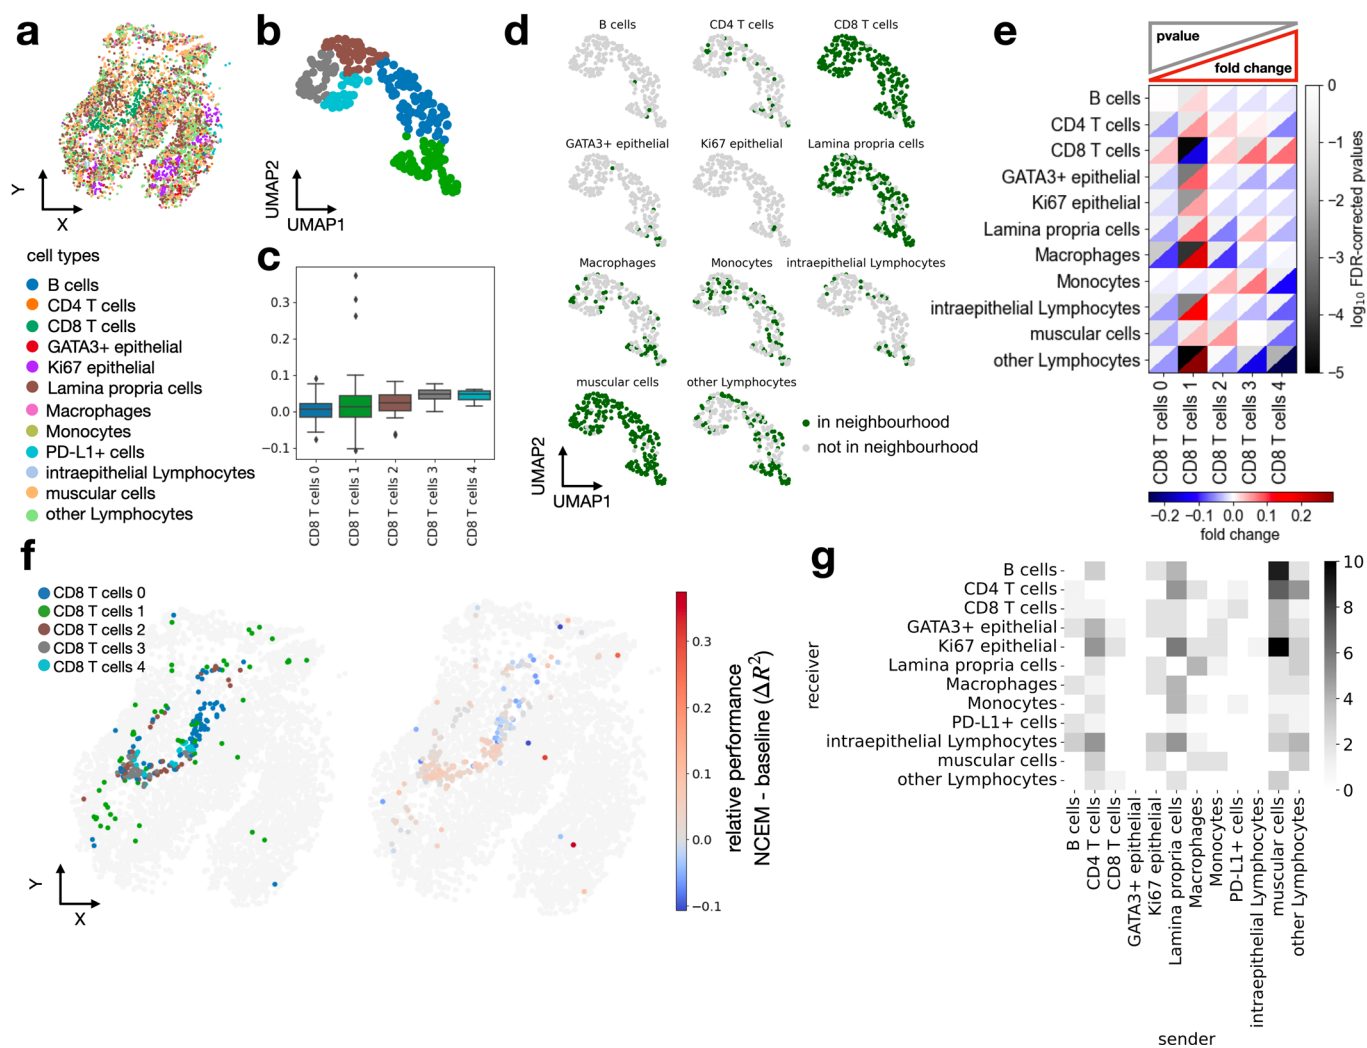 a
Y
X
cell types
B cells
CD4 T cells
CD8 T cells
GATA3+ epithelial
Ki67 epithelial
Lamina propria cells
Macrophages
Monocytes
PD-L1+ cells
intraepithelial Lymphocytes
muscular cells
other Lymphocytes
b
UMAP2
UMAP1
c
0.3
0.2
0.1
0.0
−0.1
CD8 T cells 0
CD8 T cells 1
CD8 T cells 2
CD8 T cells 3
CD8 T cells 4
d
B cells
CD4 T cells
CD8 T cells
GATA3+ epithelial
Ki67 epithelial
Lamina propria cells
Macrophages
Monocytes
intraepithelial Lymphocytes
muscular cells
other Lymphocytes
in neighbourhood
not in neighbourhood
UMAP2
UMAP1
e
pvalue
fold change
B cells
CD4 T cells
CD8 T cells
GATA3+ epithelial
Ki67 epithelial
Lamina propria cells
Macrophages
Monocytes
intraepithelial Lymphocytes
muscular cells
other Lymphocytes
CD8 T cells 0
CD8 T cells 1
CD8 T cells 2
CD8 T cells 3
CD8 T cells 4
0
−1
−2
−3
−4
−5
log₁₀ FDR-corrected pvalues
−0.2 −0.1 0.0 0.1 0.2
fold change
f
CD8 T cells 0
CD8 T cells 1
CD8 T cells 2
CD8 T cells 3
CD8 T cells 4
Y
X
0.3
0.2
0.1
0.0
−0.1
relative performance
NCEM - baseline (ΔR²)
g
receiver
B cells
CD4 T cells
CD8 T cells
GATA3+ epithelial
Ki67 epithelial
Lamina propria cells
Macrophages
Monocytes
PD-L1+ cells
intraepithelial Lymphocytes
muscular cells
other Lymphocytes
B cells
CD4 T cells
CD8 T cells
GATA3+ epithelial
Ki67 epithelial
Lamina propria cells
Macrophages
Monocytes
PD-L1+ cells
intraepithelial Lymphocytes
muscular cells
other Lymphocytes
sender
10
8
6
4
2
0